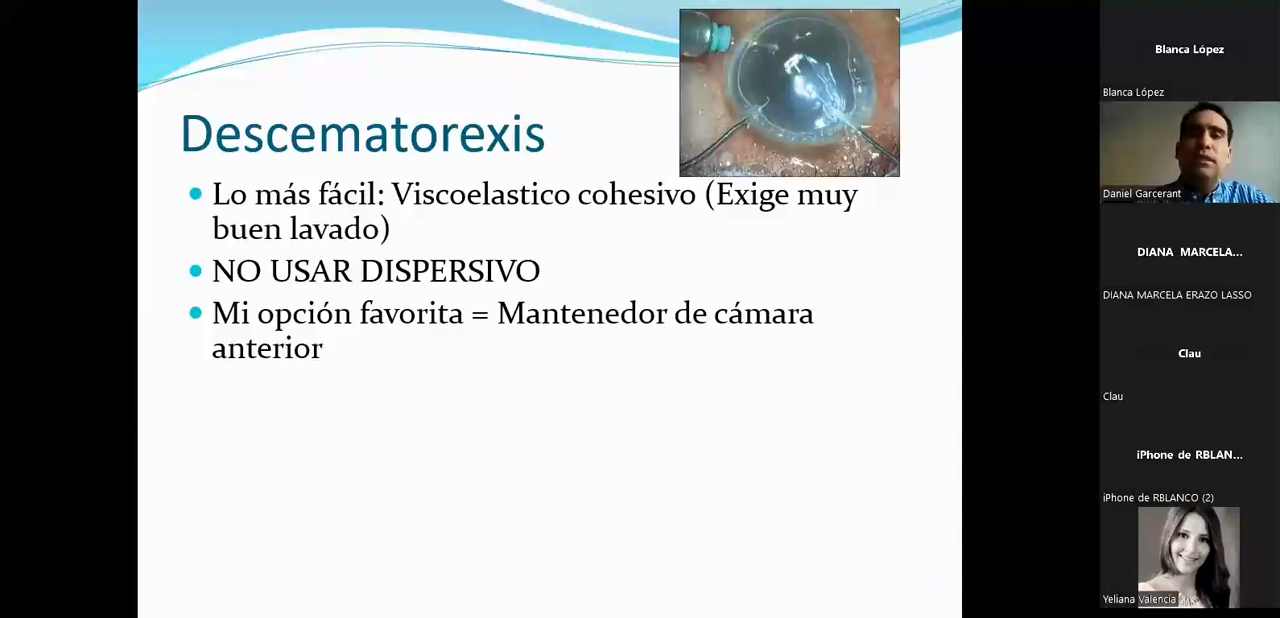 Descematorexis
Lo más fácil: Viscoelastico cohesivo (Exige muy
buen lavado)
NO USAR DISPERSIVO
Mi opción favorita = Mantenedor de cámara
anterior
Blanca López
Blanca López
Daniel Garcerant
DIANA MARCELA...
DIANA MARCELA ERAZO LASSO
Clau
Clau
iPhone de RBLAN...
iPhone de RBLANCO (2)
Yeliana Valencia